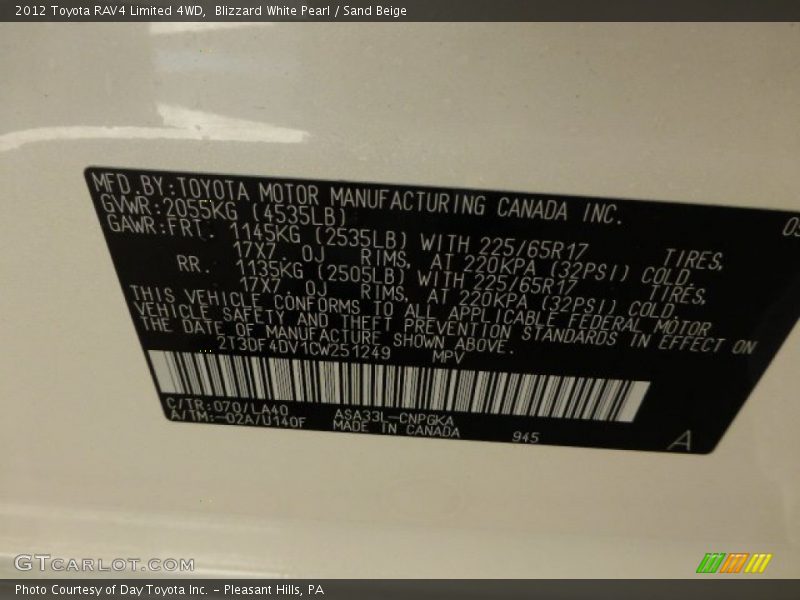 2012 Toyota RAV4 Limited 4WD, Blizzard White Pearl / Sand Beige
MFD.BY:TOYOTA MOTOR MANUFACTURING CANADA INC.
GVWR:2055KG (4535LB)
GAWR:FRT. 1145KG (2535LB) WITH 225/65R17 TIRES,
17X7. 0J RIMS, AT 220KPA (32PSI) COLD.
RR. 1135KG (2505LB) WITH 225/65R17 TIRES,
17X7. 0J RIMS, AT 220KPA (32PSI) COLD.
THIS VEHICLE CONFORMS TO ALL APPLICABLE FEDERAL MOTOR
VEHICLE SAFETY AND THEFT PREVENTION STANDARDS IN EFFECT ON
THE DATE OF MANUFACTURE SHOWN ABOVE.
2T3DF4DV1CW251249 MPV
C/TR:070/LA40 ASA33L-CNPGKA
A/TM:-02A/U140F MADE IN CANADA 945 A
GTCARLOT.COM
Photo Courtesy of Day Toyota Inc. - Pleasant Hills, PA